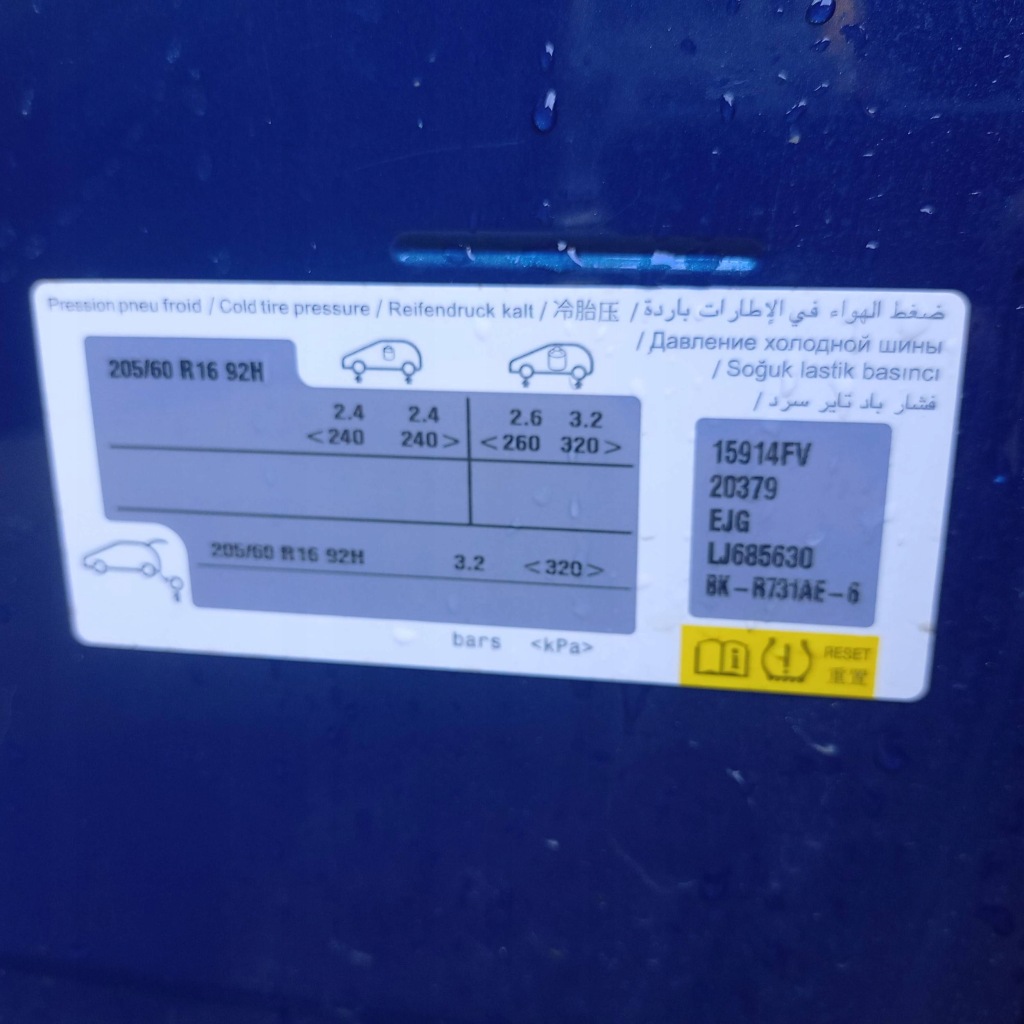 Pression pneu froid / Cold tire pressure / Reifendruck kalt / 冷胎压 / ضغط الهواء في الإطارات باردة
/ Давление холодной шины
/ Soğuk lastik basıncı
/ فشار باد تایر سرد
205/60 R16 92H
2.4 2.4 2.6 3.2
<240 240> <260 320>
205/60 R16 92H 3.2 <320>
bars <kPa>
15914FV
20379
EJG
LJ685630
BK-R731AE-6
RESET
重置